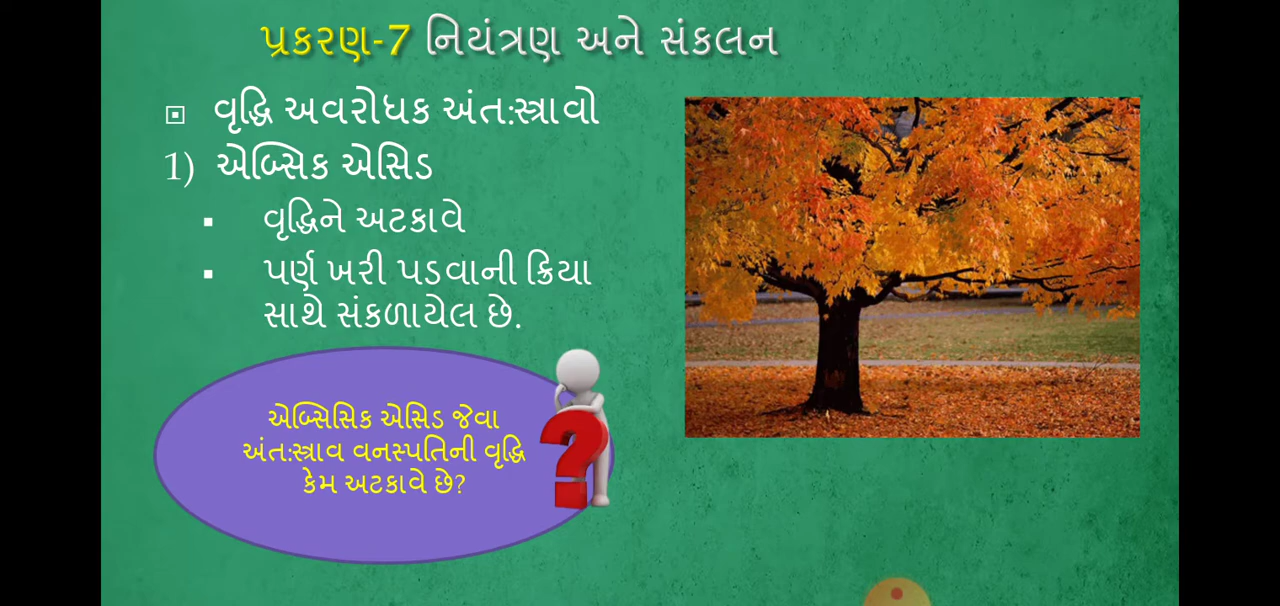 પ્રકરણ-7 નિયંત્રણ અને સંકલન
વૃદ્ધિ અવરોધક અંત:સ્ત્રાવો
1) એબ્સિક એસિડ
▪ વૃદ્ધિને અટકાવે
▪ પર્ણ ખરી પડવાની ક્રિયા
સાથે સંકળાયેલ છે.
એબ્સિસિક એસિડ જેવા
અંત:સ્ત્રાવ વનસ્પતિની વૃદ્ધિ
કેમ અટકાવે છે?
?